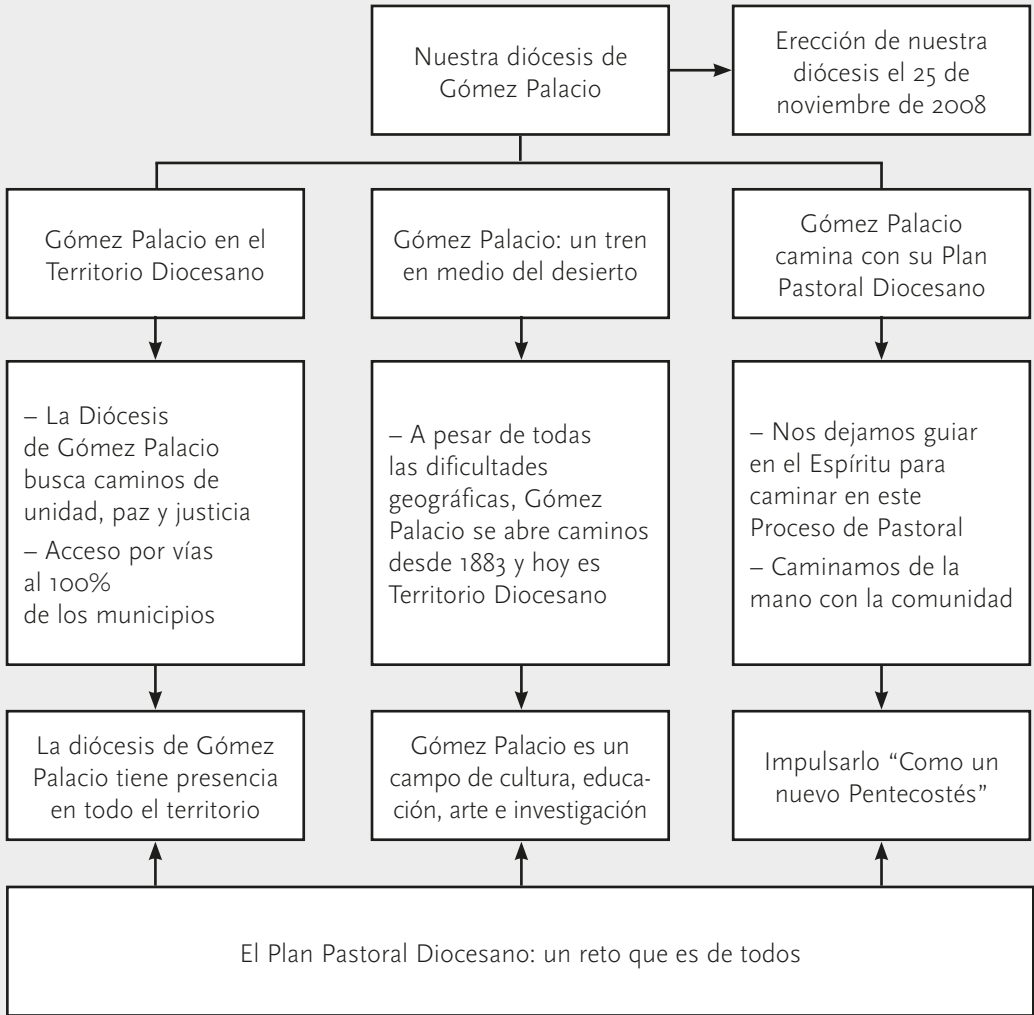 Nuestra diócesis de
Gómez Palacio
Erección de nuestra
diócesis el 25 de
noviembre de 2008
Gómez Palacio en el
Territorio Diocesano
Gómez Palacio: un tren
en medio del desierto
Gómez Palacio
camina con su Plan
Pastoral Diocesano
– La Diócesis
de Gómez Palacio
busca caminos de
unidad, paz y justicia
– Acceso por vías
al 100%
de los municipios
– A pesar de todas
las dificultades
geográficas, Gómez
Palacio se abre caminos
desde 1883 y hoy es
Territorio Diocesano
– Nos dejamos guiar
en el Espíritu para
caminar en este
Proceso de Pastoral
– Caminamos de la
mano con la comunidad
La diócesis de Gómez
Palacio tiene presencia
en todo el territorio
Gómez Palacio es un
campo de cultura, educa-
ción, arte e investigación
Impulsarlo “Como un
nuevo Pentecostés”
El Plan Pastoral Diocesano: un reto que es de todos